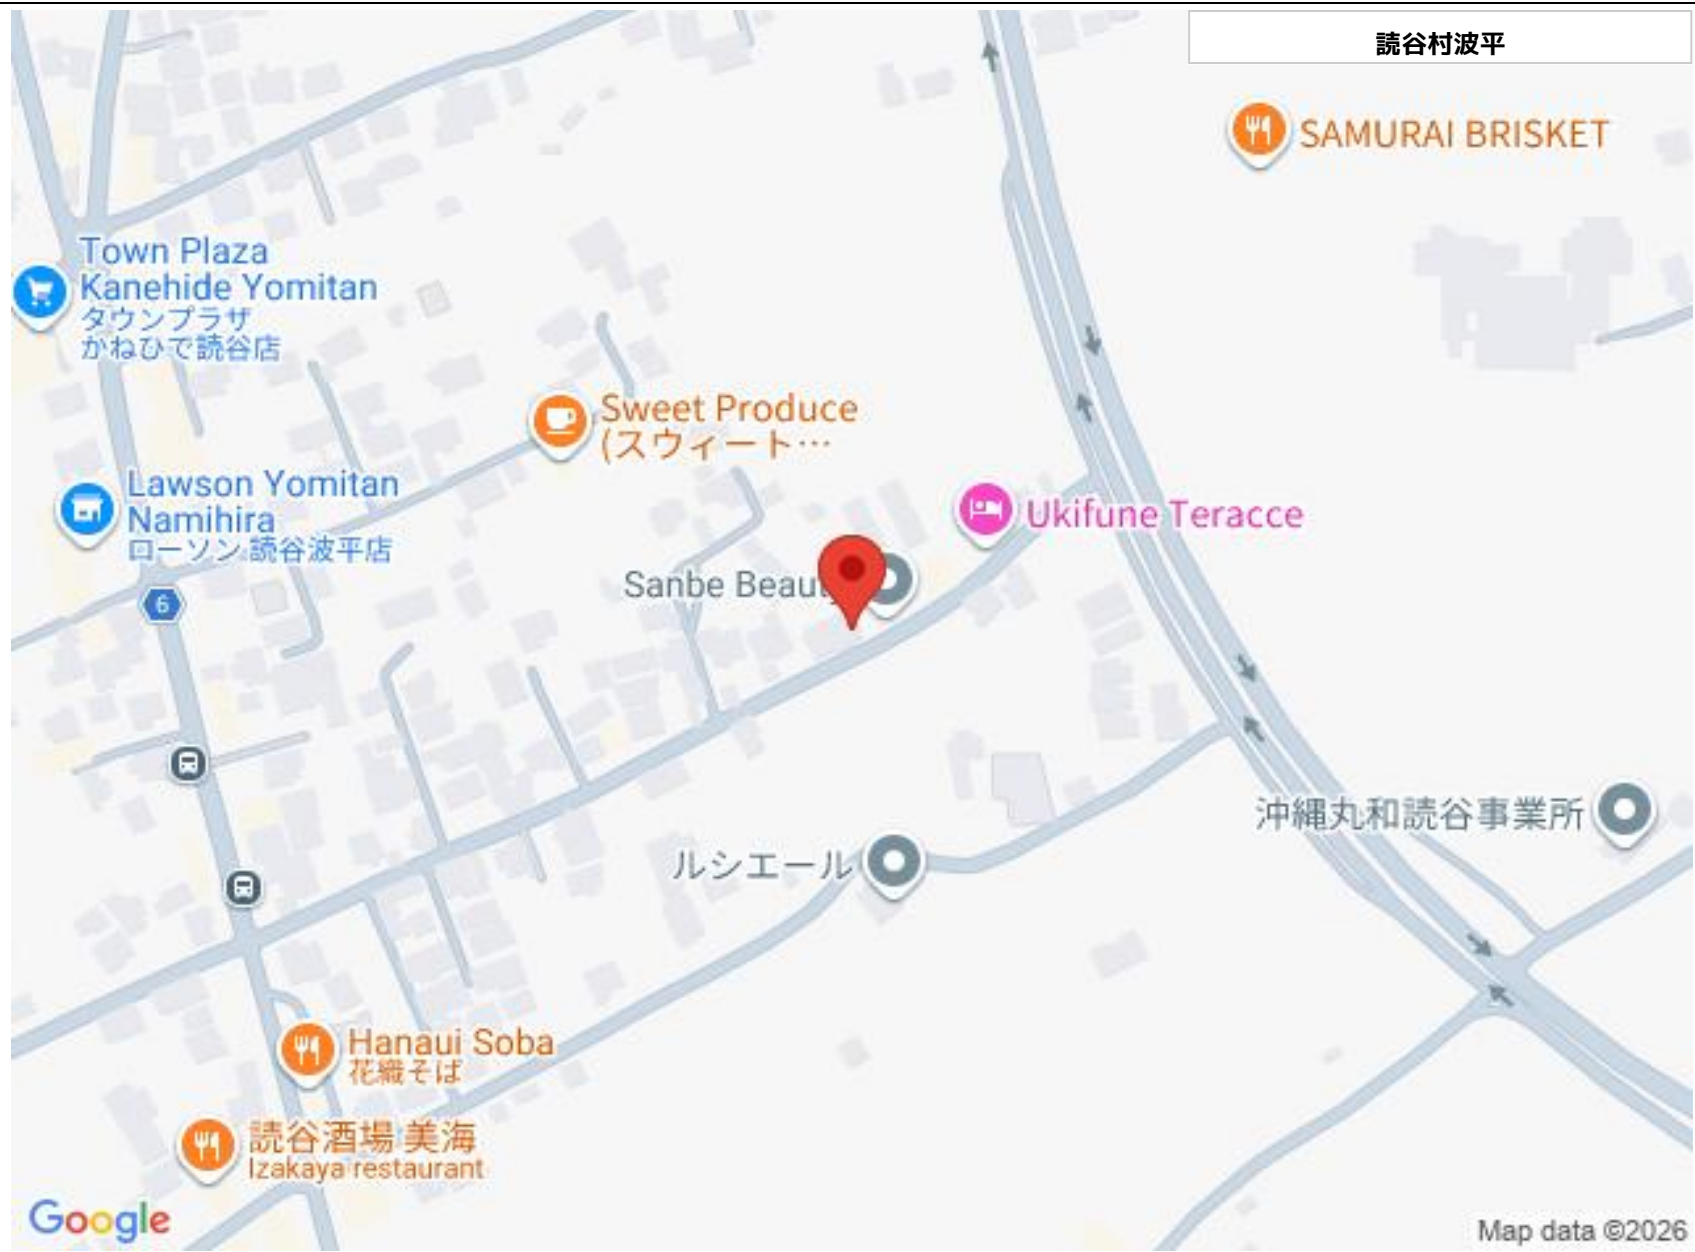 読谷村波平
SAMURAI BRISKET
Town Plaza
Kanehide Yomitan
タウンプラザ
かねひで読谷店
Sweet Produce
(スウィート…
Lawson Yomitan
Namihira
ローソン 読谷波平店
Ukifune Teracce
Sanbe Beauty
6
沖縄丸和読谷事業所
ルシエール
Hanaui Soba
花織そば
読谷酒場 美海
Izakaya restaurant
Google
Map data ©2026